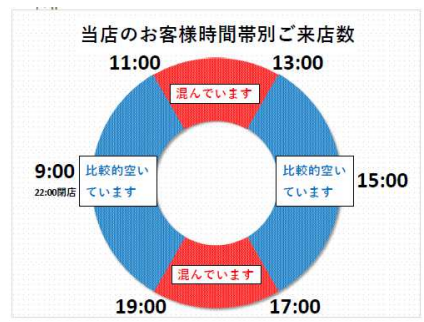 当店のお客様時間帯別ご来店数
11:00
13:00
混んでいます
9:00
22:00閉店
比較的空い
ています
比較的空い
ています
15:00
混んでいます
19:00
17:00